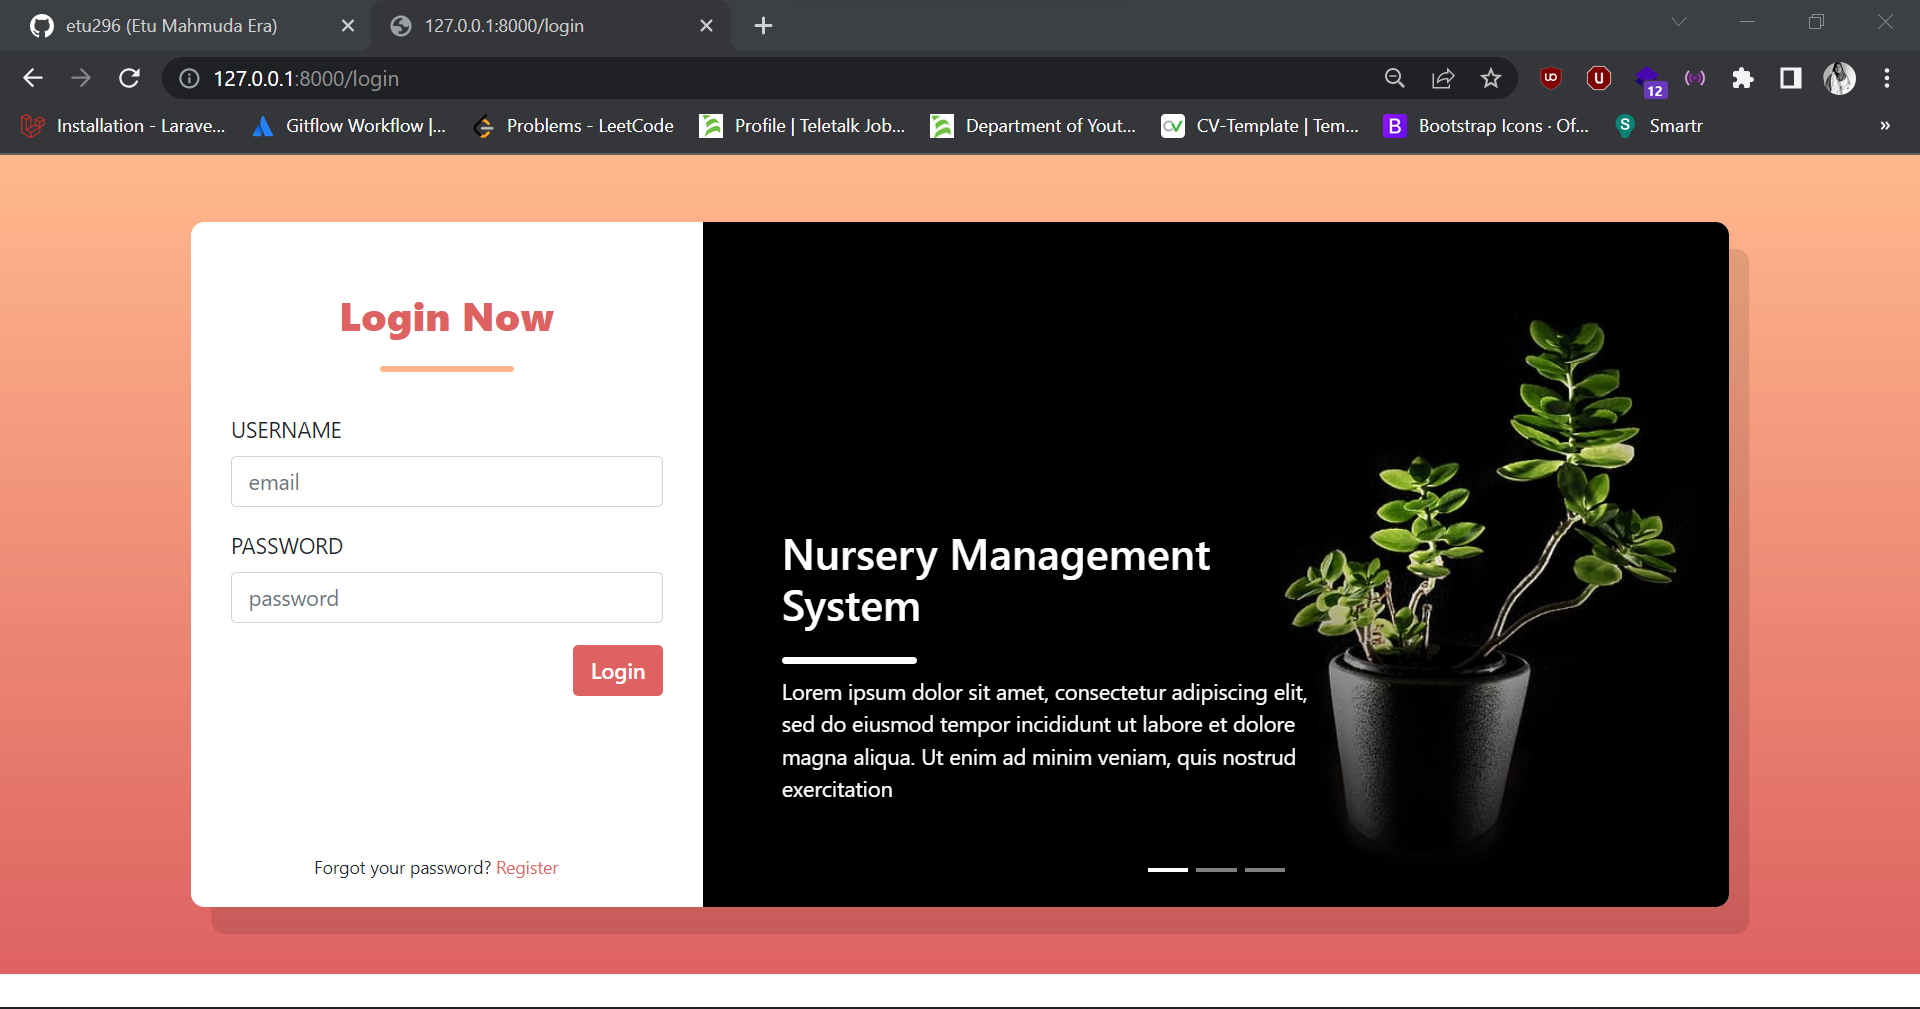 etu296 (Etu Mahmuda Era)
127.0.0.1:8000/login
127.0.0.1:8000/login
12
Installation - Larave...
Gitflow Workflow |...
Problems - LeetCode
Profile | Teletalk Job...
Department of Yout...
CV-Template | Tem...
B
Bootstrap Icons · Of...
S
Smartr
»
Login Now
USERNAME
email
PASSWORD
password
Login
Forgot your password? Register
Nursery Management
System
Lorem ipsum dolor sit amet, consectetur adipiscing elit,
sed do eiusmod tempor incididunt ut labore et dolore
magna aliqua. Ut enim ad minim veniam, quis nostrud
exercitation